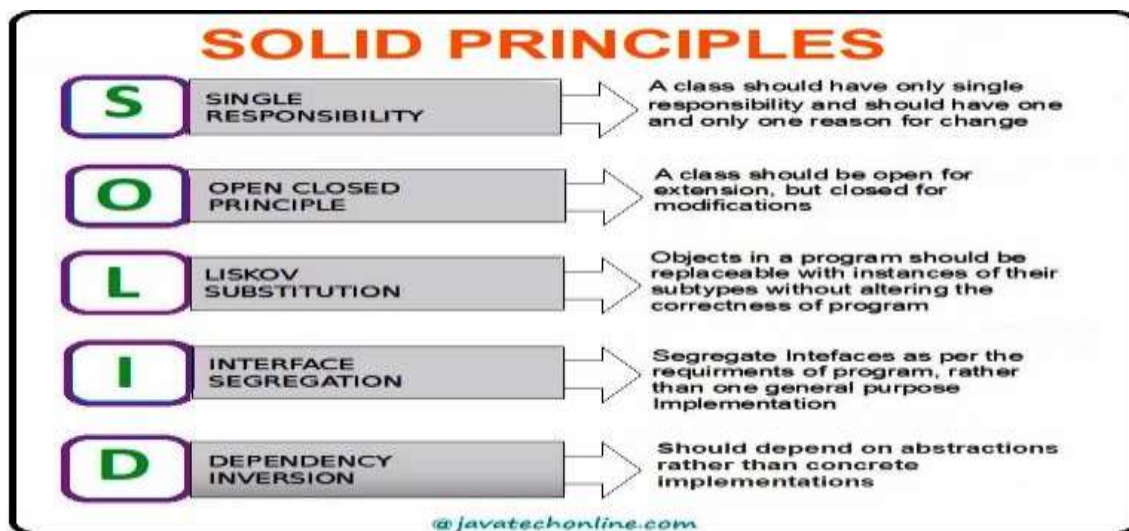 SOLID PRINCIPLES
S
SINGLE
RESPONSIBILITY
A class should have only single
responsibility and should have one
and only one reason for change
O
OPEN CLOSED
PRINCIPLE
A class should be open for
extension, but closed for
modifications
L
LISKOV
SUBSTITUTION
Objects in a program should be
replaceable with instances of their
subtypes without altering the
correctness of program
I
INTERFACE
SEGREGATION
Segregate Intefaces as per the
requirments of program, rather
than one general purpose
Implementation
D
DEPENDENCY
INVERSION
Should depend on abstractions
rather than concrete
implementations
@javatechonline.com